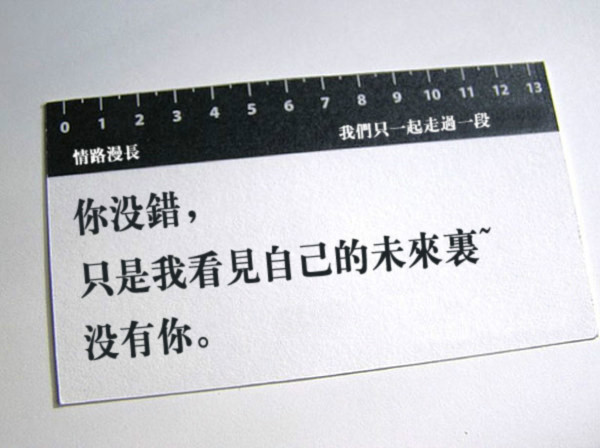 0 1 2 3 4 5 6 7 8 9 10 11 12 13
情路漫長 我們只一起走過一段
你没錯，
只是我看見自己的未來裏~
没有你。